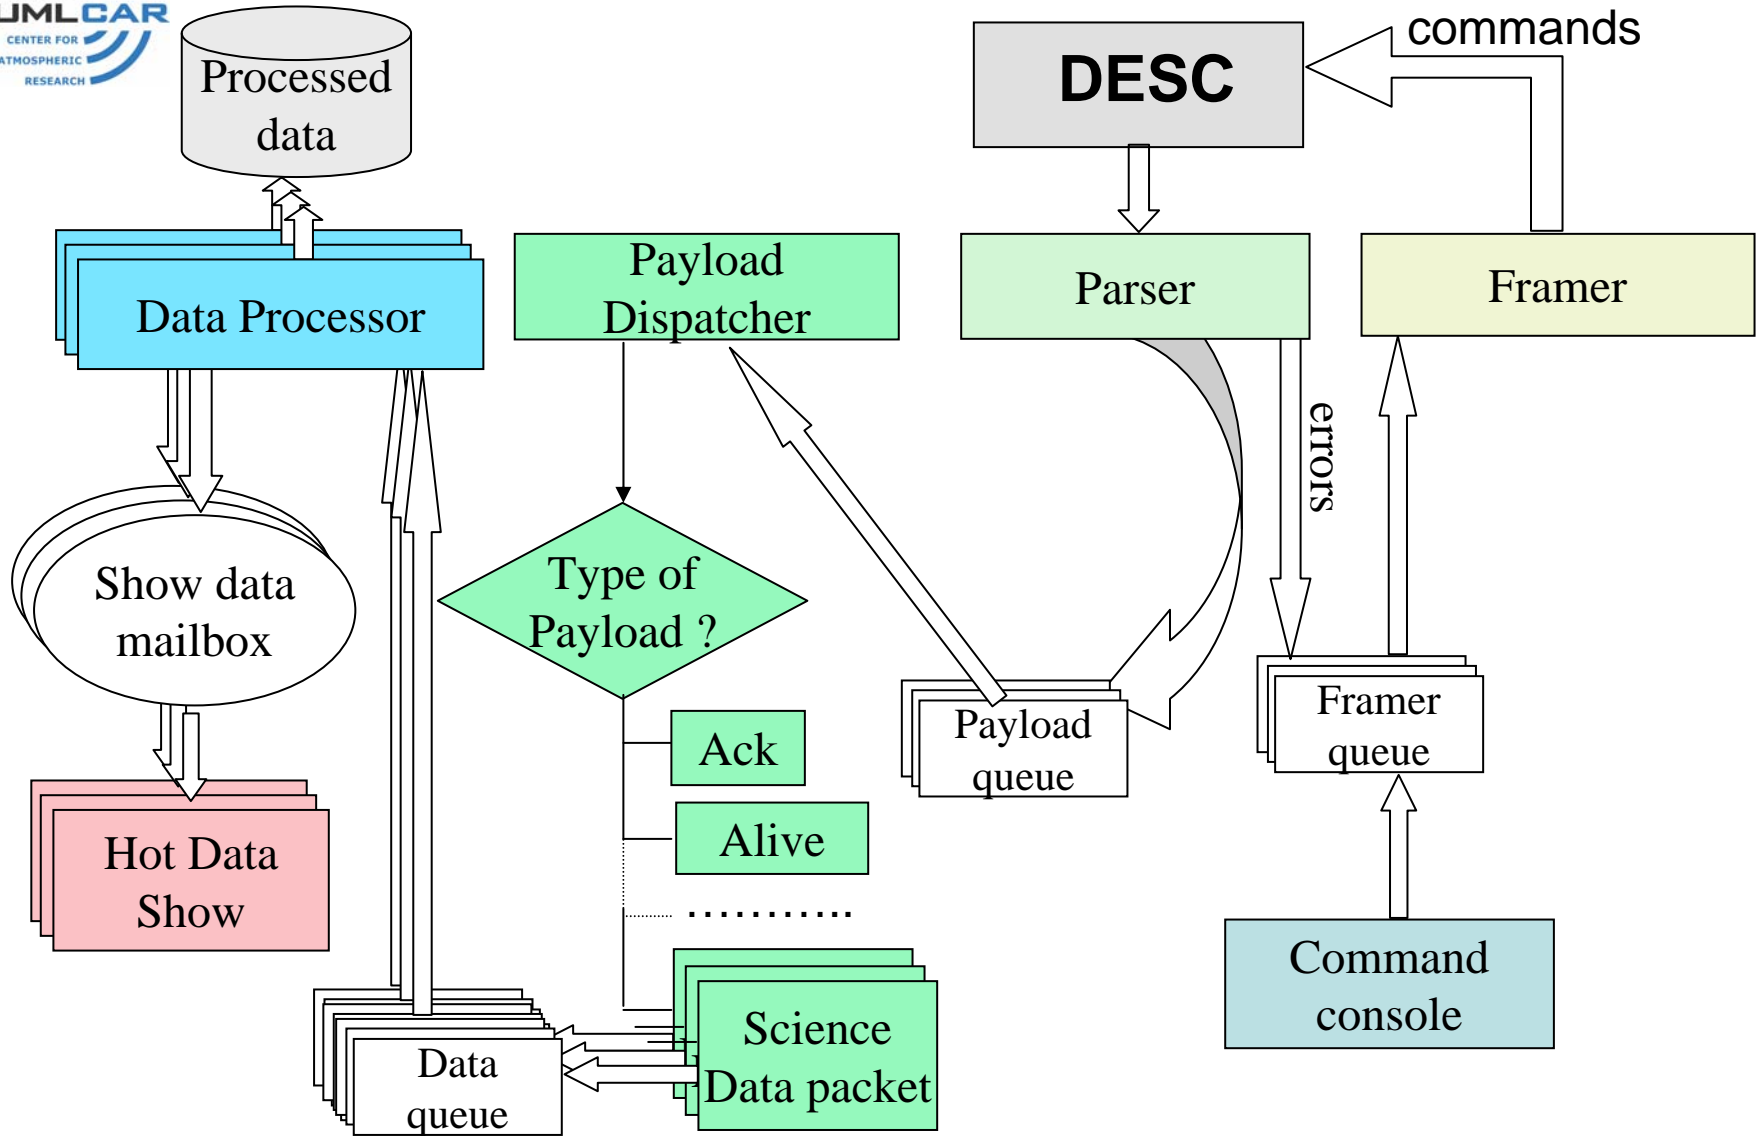 UMLCAR
CENTER FOR
ATMOSPHERIC
RESEARCH
Processed
data
DESC
commands
Data Processor
Payload
Dispatcher
Parser
Framer
errors
Show data
mailbox
Type of
Payload ?
Payload
queue
Framer
queue
Ack
Alive
...........
Hot Data
Show
Science
Data packet
Data
queue
Command
console